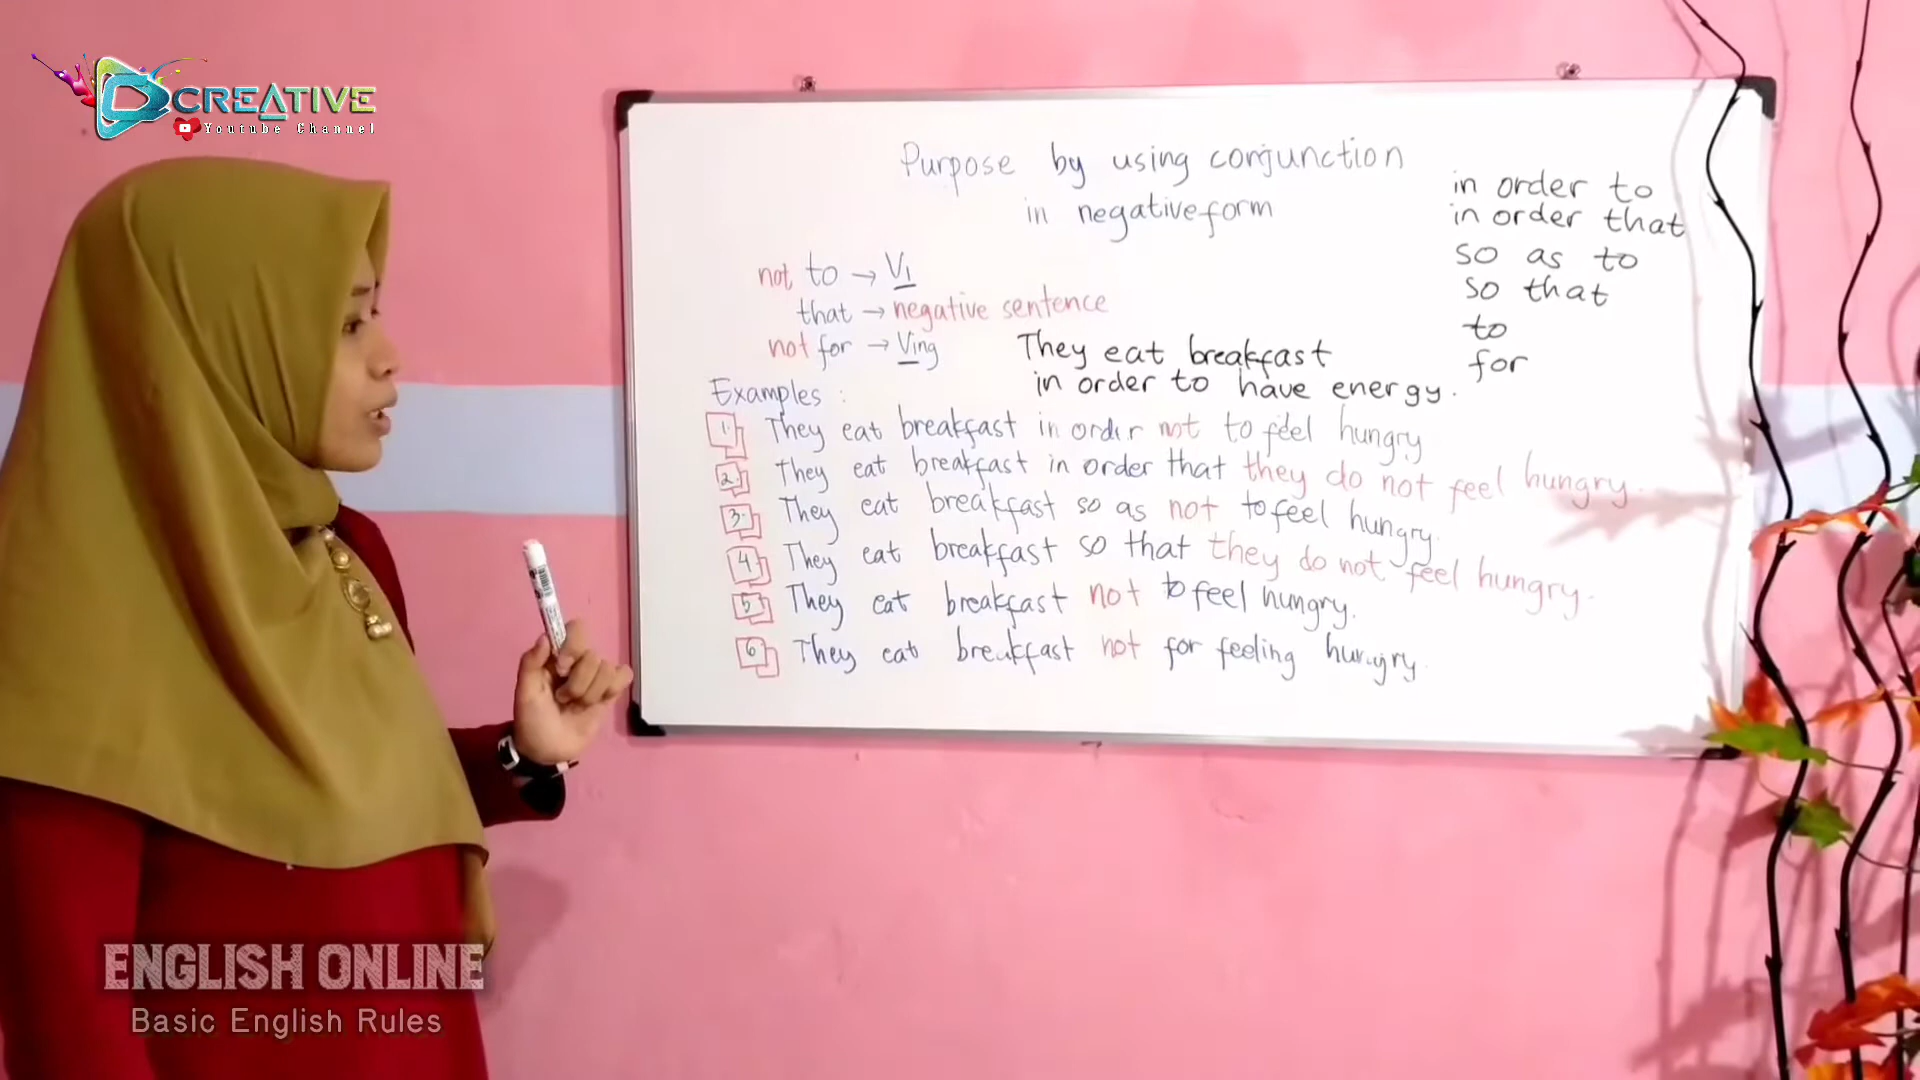 DCREATIVE
Youtube Channel
Purpose by using conjunction
in negative form
in order to
in order that
so as to
so that
to
for
not to → V1
that → negative sentence
not for → Ving
They eat breakfast
in order to have energy.
Examples :
1. They eat breakfast in order not to feel hungry
2. They eat breakfast in order that they do not feel hungry.
3. They eat breakfast so as not to feel hungry.
4. They eat breakfast so that they do not feel hungry.
5. They eat breakfast not to feel hungry.
6 They eat breakfast not for feeling hungry.
ENGLISH ONLINE
Basic English Rules